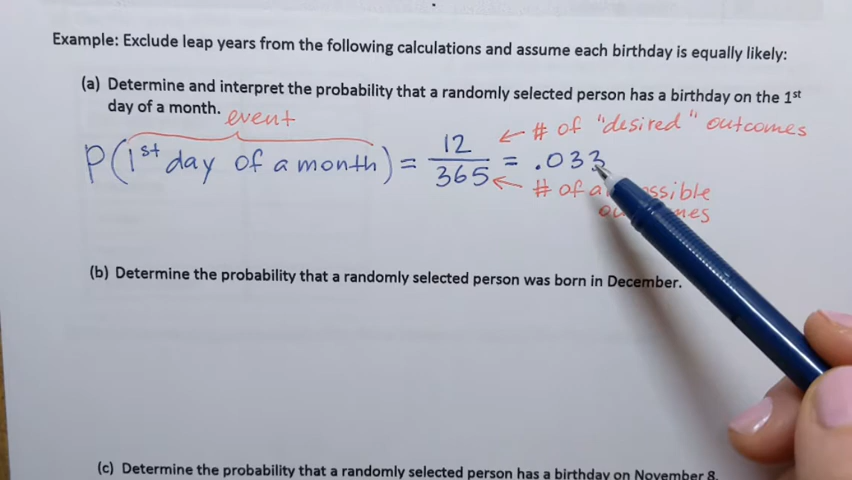 Example: Exclude leap years from the following calculations and assume each birthday is equally likely:
(a) Determine and interpret the probability that a randomly selected person has a birthday on the 1st
day of a month.
event
# of "desired" outcomes
P(1st day of a month) = 12/365 = .033
# of a ssible
ou mes
(b) Determine the probability that a randomly selected person was born in December.
(c) Determine the probability that a randomly selected person has a birthday on November 8.